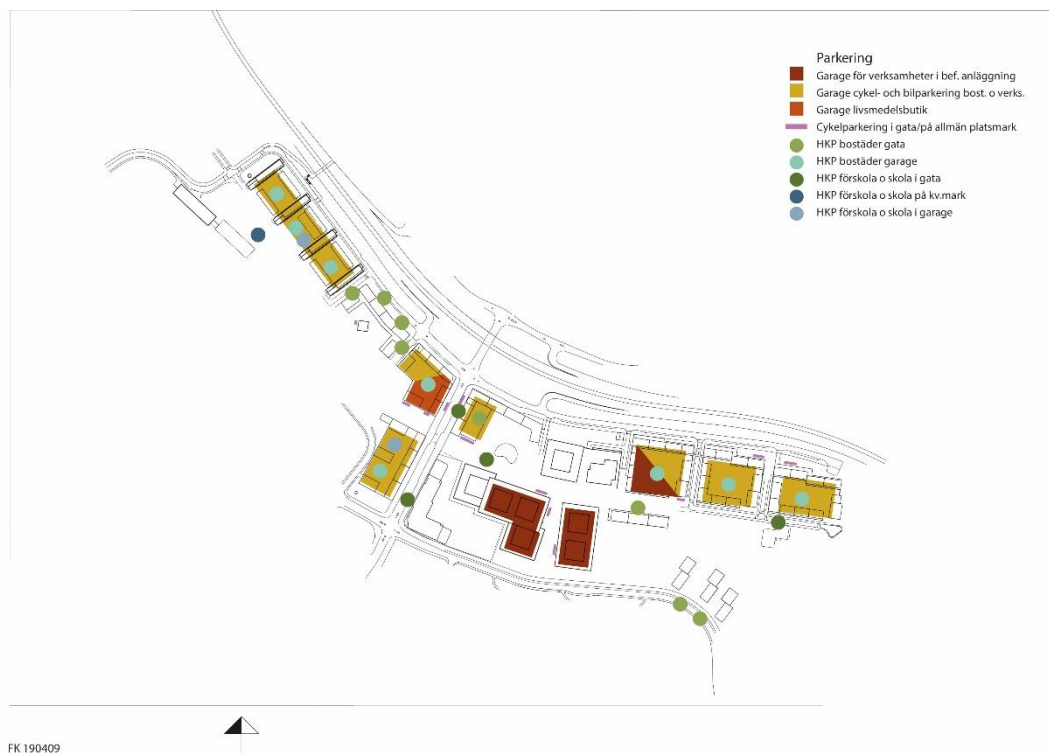 Parkering
Garage för verksamheter i bef. anläggning
Garage cykel- och bilparkering bost. o verks.
Garage livsmedelsbutik
Cykelparkering i gata/på allmän platsmark
HKP bostäder gata
HKP bostäder garage
HKP förskola o skola i gata
HKP förskola o skola på kv.mark
HKP förskola o skola i garage
FK 190409